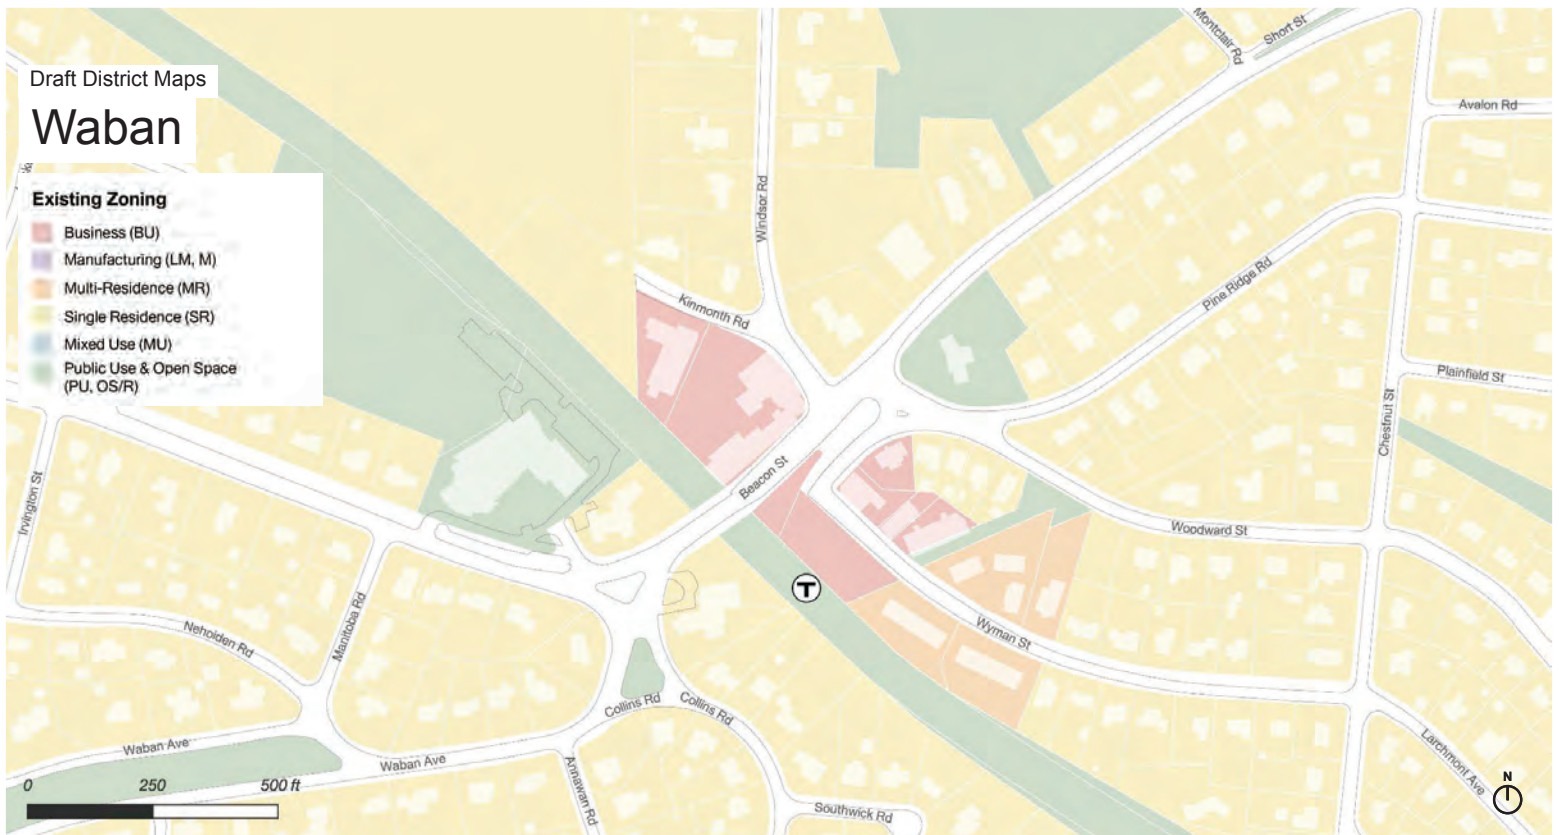 Draft District Maps
Waban
Existing Zoning
Business (BU)
Manufacturing (LM, M)
Multi-Residence (MR)
Single Residence (SR)
Mixed Use (MU)
Public Use & Open Space
(PU, OS/R)
Montclair Rd
Short St
Avalon Rd
Windsor Rd
Pine Ridge Rd
Kinmonth Rd
Plainfield St
Chestnut St
Beacon St
Irvington St
Woodward St
T
Manitoba Rd
Nehoiden Rd
Wyman St
Collins Rd
Collins Rd
Waban Ave
Waban Ave
Annawan Rd
Larchmont Ave
Southwick Rd
0 250 500 ft
N